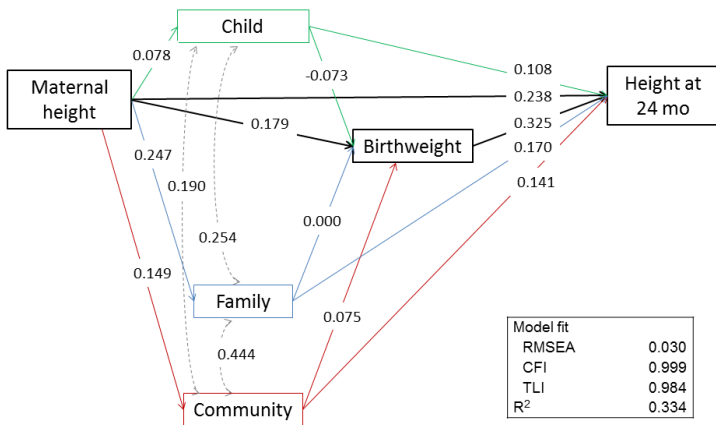 Child
0.078
-0.073
0.108
Maternal
height
Height at
24 mo
0.238
0.179
0.325
Birthweight
0.247
0.170
0.190
0.141
0.000
0.254
0.149
Family
0.075
0.444
Community
Model fit
RMSEA 0.030
CFI 0.999
TLI 0.984
R² 0.334